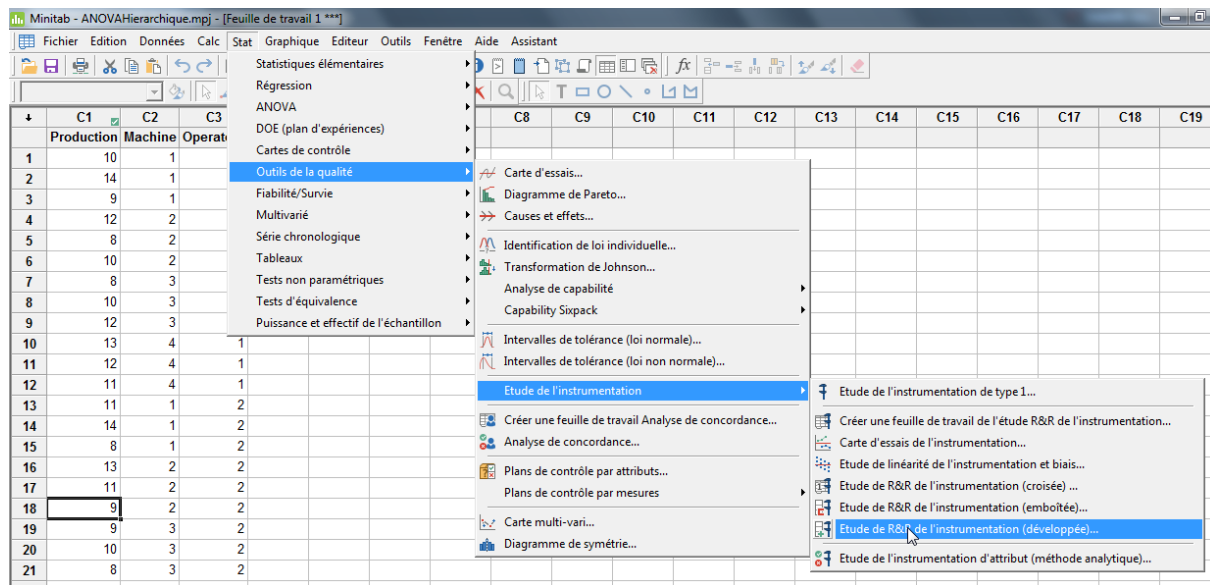 Minitab - ANOVAHierarchique.mpj - [Feuille de travail 1 ***]
Fichier Edition Données Calc Stat Graphique Editeur Outils Fenêtre Aide Assistant
Statistiques élémentaires
Régression
ANOVA
DOE (plan d'expériences)
Cartes de contrôle
Outils de la qualité
Fiabilité/Survie
Multivarié
Série chronologique
Tableaux
Tests non paramétriques
Tests d'équivalence
Puissance et effectif de l'échantillon
Carte d'essais...
Diagramme de Pareto...
Causes et effets...
Identification de loi individuelle...
Transformation de Johnson...
Analyse de capabilité
Capability Sixpack
Intervalles de tolérance (loi normale)...
Intervalles de tolérance (loi non normale)...
Etude de l'instrumentation
Créer une feuille de travail Analyse de concordance...
Analyse de concordance...
Plans de contrôle par attributs...
Plans de contrôle par mesures
Carte multi-vari...
Diagramme de symétrie...
Etude de l'instrumentation de type 1...
Créer une feuille de travail de l'étude R&R de l'instrumentation...
Carte d'essais de l'instrumentation...
Etude de linéarité de l'instrumentation et biais...
Etude de R&R de l'instrumentation (croisée) ...
Etude de R&R de l'instrumentation (emboîtée)...
Etude de R&R de l'instrumentation (développée)...
Etude de l'instrumentation d'attribut (méthode analytique)...
C1 C2 C3 C8 C9 C10 C11 C12 C13 C14 C15 C16 C17 C18 C19
Production Machine Operat
1 10 1
2 14 1
3 9 1
4 12 2
5 8 2
6 10 2
7 8 3
8 10 3
9 12 3
10 13 4 1
11 12 4 1
12 11 4 1
13 11 1 2
14 14 1 2
15 8 1 2
16 13 2 2
17 11 2 2
18 9 2 2
19 9 3 2
20 10 3 2
21 8 3 2